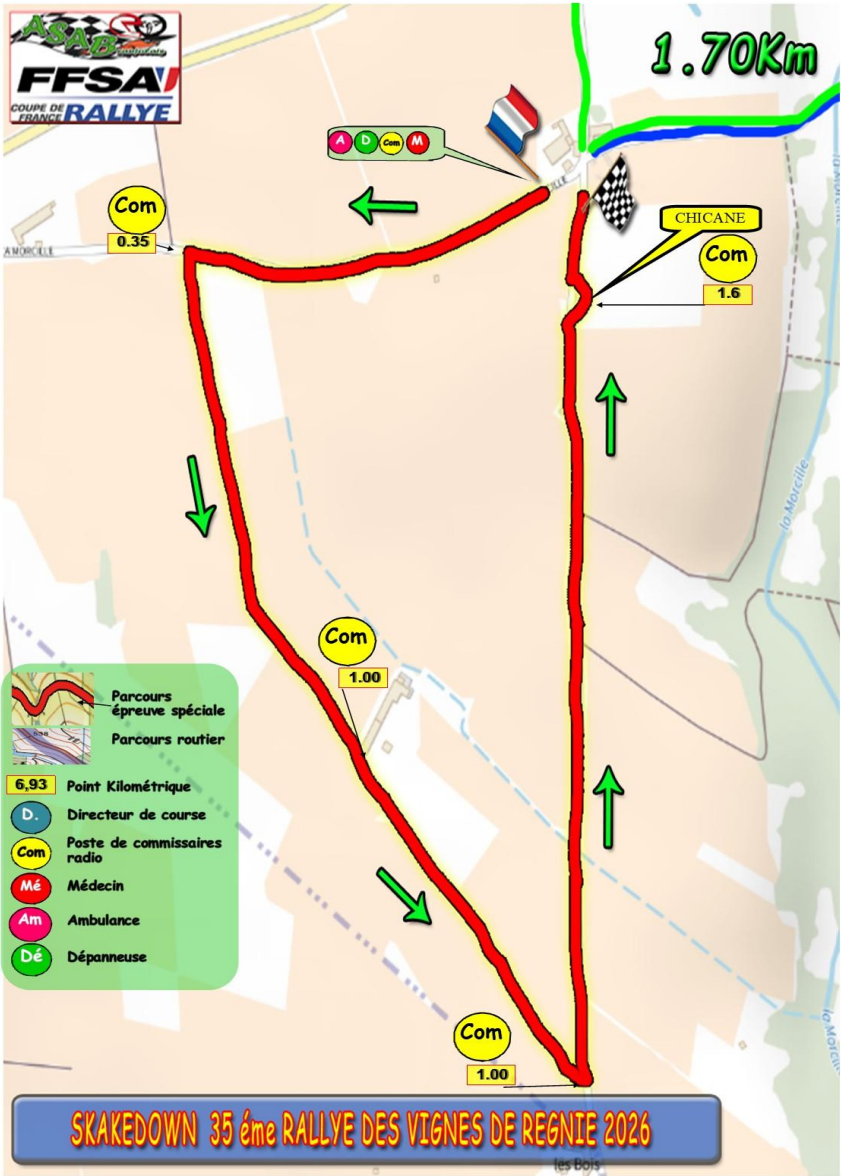 ASAB
FFSA
COUPE DE
FRANCE RALLYE
1.70Km
A D Com M
ILLE
Com
0.35
A MORCILLE
CHICANE
Com
1.6
la Morcille
Com
1.00
Parcours
épreuve spéciale
Parcours routier
6,93 Point Kilométrique
D. Directeur de course
Com Poste de commissaires
radio
Mé Médecin
Am Ambulance
Dé Dépanneuse
Com
1.00
la Morcill
SKAKEDOWN 35 éme RALLYE DES VIGNES DE REGNIE 2026
les Bois